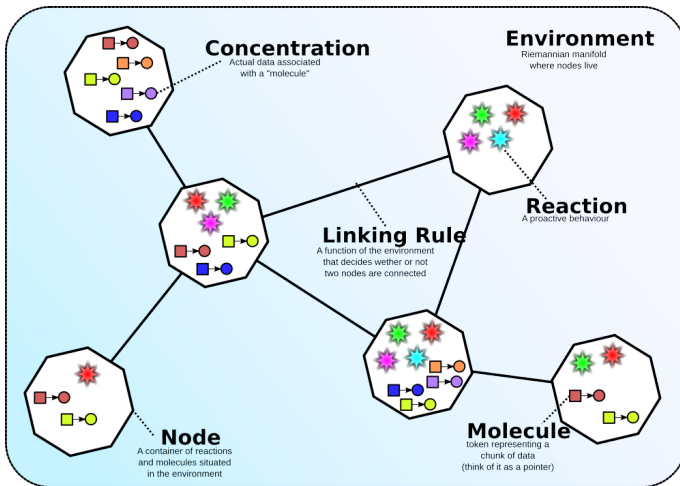 Concentration
Actual data associated
with a "molecule"
Environment
Riemannian manifold
where nodes live
Reaction
A proactive behaviour
Linking Rule
A function of the environment
that decides wether or not
two nodes are connected
Node
A container of reactions
and molecules situated
in the environment
Molecule
token representing a
chunk of data
(think of it as a pointer)